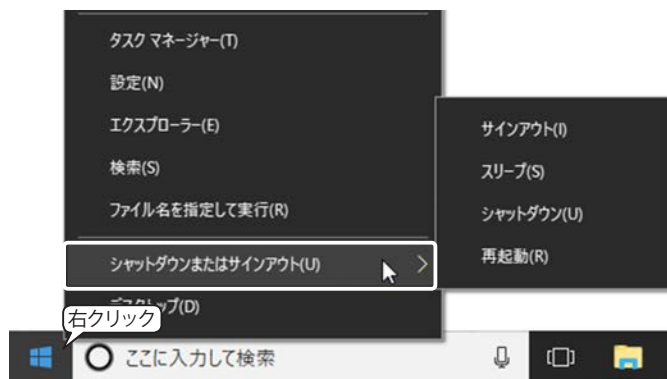 タスク マネージャー(T)
設定(N)
エクスプローラー(E)
検索(S)
ファイル名を指定して実行(R)
シャットダウンまたはサインアウト(U)
デスクトップ(D)
サインアウト(I)
スリープ(S)
シャットダウン(U)
再起動(R)
右クリック
ここに入力して検索